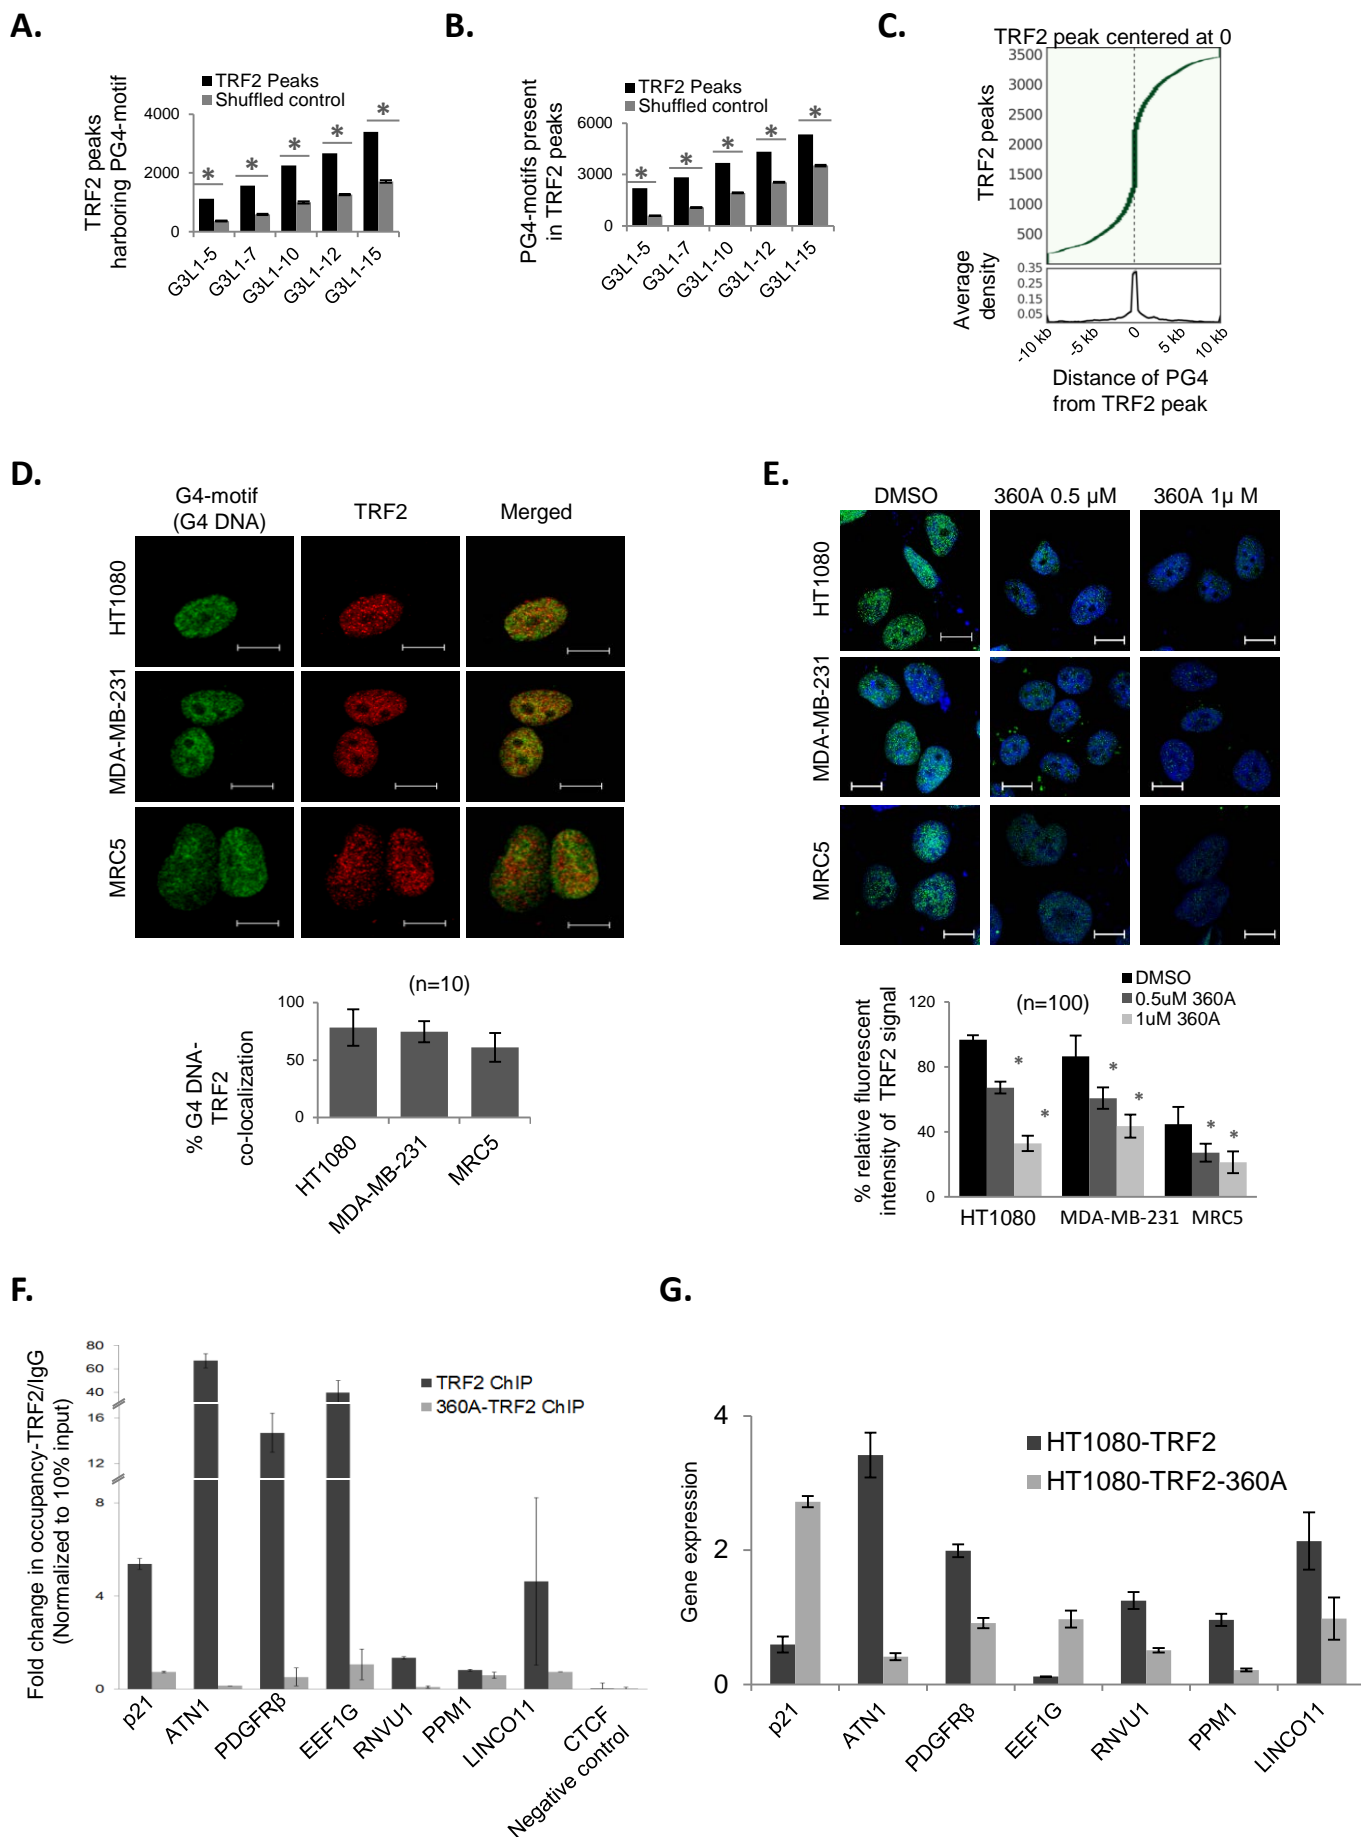 A.
TRF2 Peaks
Shuffled control
TRF2 peaks
harboring PG4-motif
4000
2000
0
*
*
*
*
*
G3L1-5
G3L1-7
G3L1-10
G3L1-12
G3L1-15
B.
TRF2 Peaks
Shuffled control
PG4-motifs present
in TRF2 peaks
6000
3000
0
*
*
*
*
*
G3L1-5
G3L1-7
G3L1-10
G3L1-12
G3L1-15
C.
TRF2 peak centered at 0
TRF2 peaks
3500
3000
2500
2000
1500
1000
500
Average
density
0.35
0.25
0.15
0.05
-10 kb
-5 kb
0
5 kb
10 kb
Distance of PG4
from TRF2 peak
D.
G4-motif
(G4 DNA)
TRF2
Merged
HT1080
MDA-MB-231
MRC5
(n=10)
% G4 DNA-
TRF2
co-localization
100
50
0
HT1080
MDA-MB-231
MRC5
E.
DMSO
360A 0.5 µM
360A 1µ M
HT1080
MDA-MB-231
MRC5
DMSO
0.5uM 360A
1uM 360A
(n=100)
% relative fluorescent
intensity of TRF2 signal
120
80
40
0
*
*
*
*
*
*
HT1080
MDA-MB-231
MRC5
F.
Fold change in occupancy-TRF2/IgG
(Normalized to 10% input)
80
60
40
16
12
8
4
0
TRF2 ChIP
360A-TRF2 ChIP
p21
ATN1
PDGFRβ
EEF1G
RNVU1
PPM1
LINCO11
CTCF
Negative control
G.
Gene expression
4
2
0
HT1080-TRF2
HT1080-TRF2-360A
p21
ATN1
PDGFRβ
EEF1G
RNVU1
PPM1
LINCO11